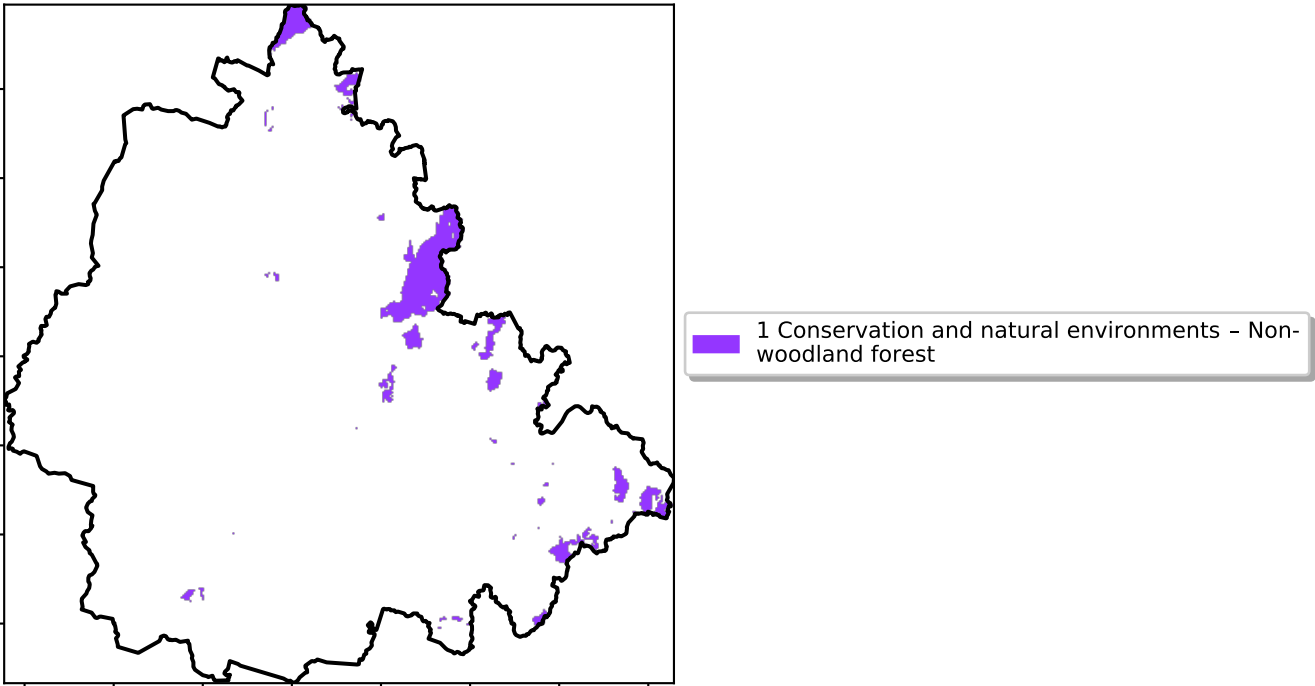 1 Conservation and natural environments – Non-
woodland forest